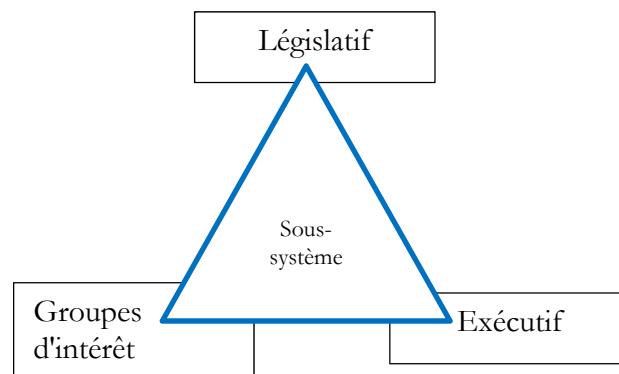 Législatif
Sous-
système
Groupes
d'intérêt
Exécutif